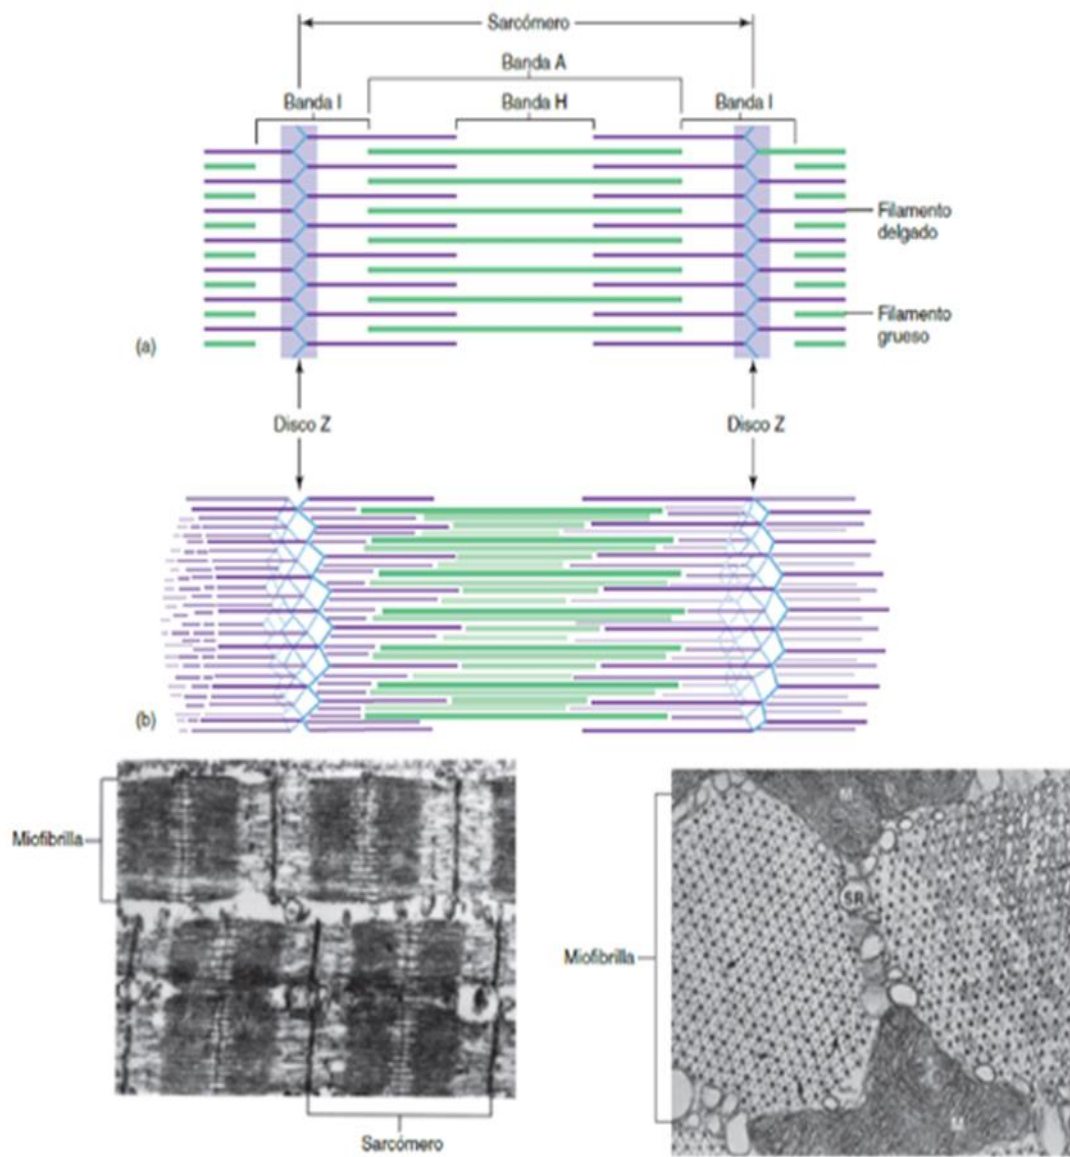 Sarcómero
Banda A
Banda I
Banda H
Banda I
Filamento
delgado
Filamento
grueso
(a)
Disco Z
Disco Z
(b)
Miofibrilla
Sarcómero
M
SR
Miofibrilla
M